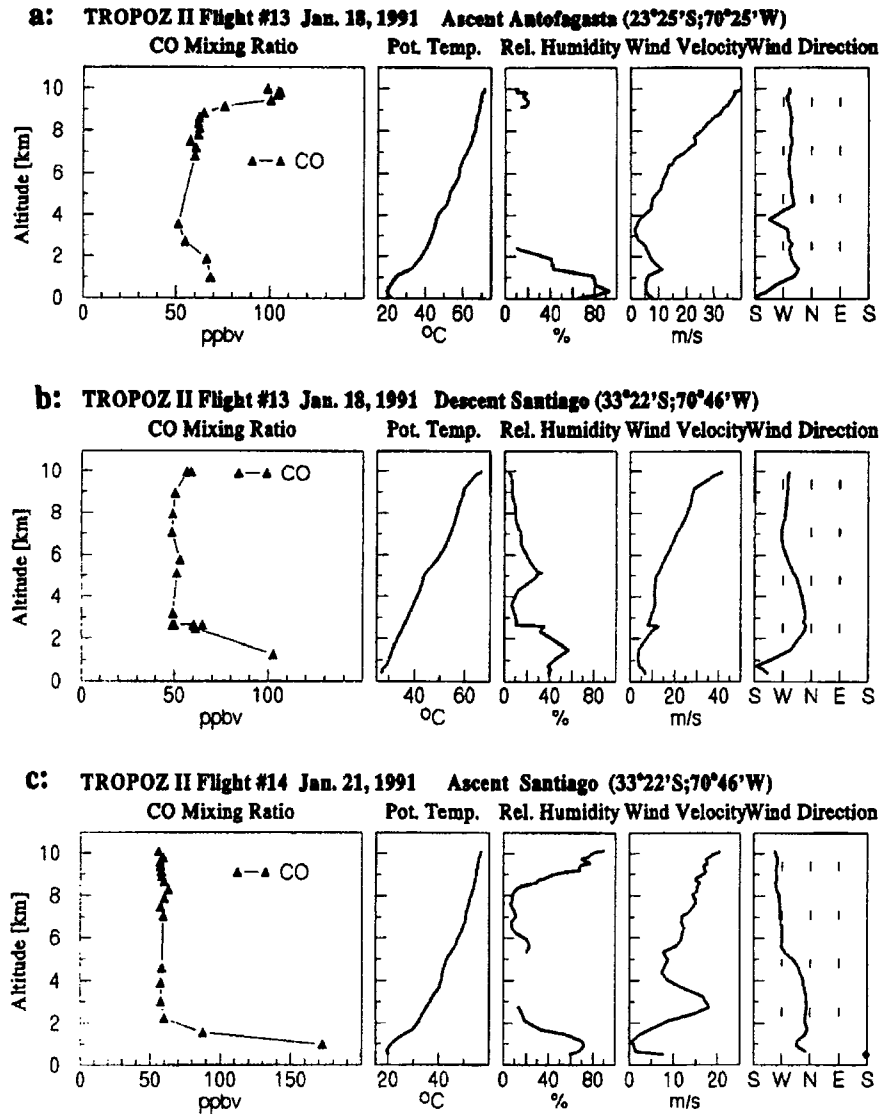 a: TROPOZ II Flight #13 Jan. 18, 1991 Ascent Antofagasta (23°25'S;70°25'W)
CO Mixing Ratio Pot. Temp. Rel. Humidity Wind Velocity Wind Direction
Altitude [km]
10
8
6
4
2
0
CO
0 50 100 20 40 60 0 40 80 0 10 20 30 S W N E S
ppbv °C % m/s
b: TROPOZ II Flight #13 Jan. 18, 1991 Descent Santiago (33°22'S;70°46'W)
CO Mixing Ratio Pot. Temp. Rel. Humidity Wind Velocity Wind Direction
Altitude [km]
10
8
6
4
2
0
CO
0 50 100 40 60 0 40 80 0 20 40 S W N E S
ppbv °C % m/s
c: TROPOZ II Flight #14 Jan. 21, 1991 Ascent Santiago (33°22'S;70°46'W)
CO Mixing Ratio Pot. Temp. Rel. Humidity Wind Velocity Wind Direction
Altitude [km]
10
8
6
4
2
0
CO
0 50 100 150 20 40 0 40 80 0 10 20 S W N E S
ppbv °C % m/s